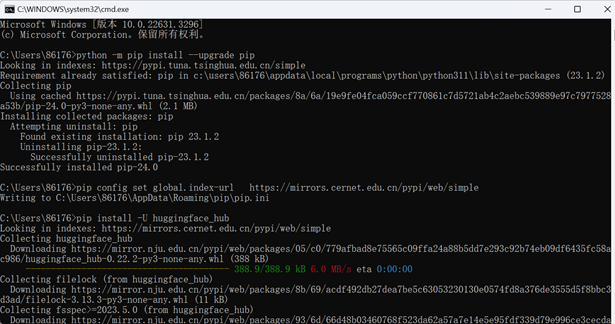 C:\WINDOWS\system32\cmd.exe
Microsoft Windows [版本 10.0.22631.3296]
(c) Microsoft Corporation。保留所有权利。
C:\Users\86176>python -m pip install --upgrade pip
Looking in indexes: https://pypi.tuna.tsinghua.edu.cn/simple
Requirement already satisfied: pip in c:\users\86176\appdata\local\programs\python\python311\lib\site-packages (23.1.2)
Collecting pip
Using cached https://pypi.tuna.tsinghua.edu.cn/packages/8a/6a/19e9fe04fca059ccf770861c7d5721ab4c2aebc539889e97c7977528
a53b/pip-24.0-py3-none-any.whl (2.1 MB)
Installing collected packages: pip
Attempting uninstall: pip
Found existing installation: pip 23.1.2
Uninstalling pip-23.1.2:
Successfully uninstalled pip-23.1.2
Successfully installed pip-24.0
C:\Users\86176>pip config set global.index-url   https://mirrors.cernet.edu.cn/pypi/web/simple
Writing to C:\Users\86176\AppData\Roaming\pip\pip.ini
C:\Users\86176>pip install -U huggingface_hub
Looking in indexes: https://mirrors.cernet.edu.cn/pypi/web/simple
Collecting huggingface_hub
Downloading https://mirror.nju.edu.cn/pypi/web/packages/05/c0/779afbad8e75565c09ffa24a88b5dd7e293c92b74eb09df6435fc58a
c986/huggingface_hub-0.22.2-py3-none-any.whl (388 kB)
388.9/388.9 kB 6.0 MB/s eta 0:00:00
Collecting filelock (from huggingface_hub)
Downloading https://mirror.nju.edu.cn/pypi/web/packages/8b/69/acdf492db27dea7be5c63053230130e0574fd8a376de3555d5f8bbc3
d3ad/filelock-3.13.3-py3-none-any.whl (11 kB)
Collecting fsspec>=2023.5.0 (from huggingface_hub)
Downloading https://mirror.nju.edu.cn/pypi/web/packages/93/6d/66d48b03460768f523da62a57a7e14e5e95fdf339d79e996ce3cecda